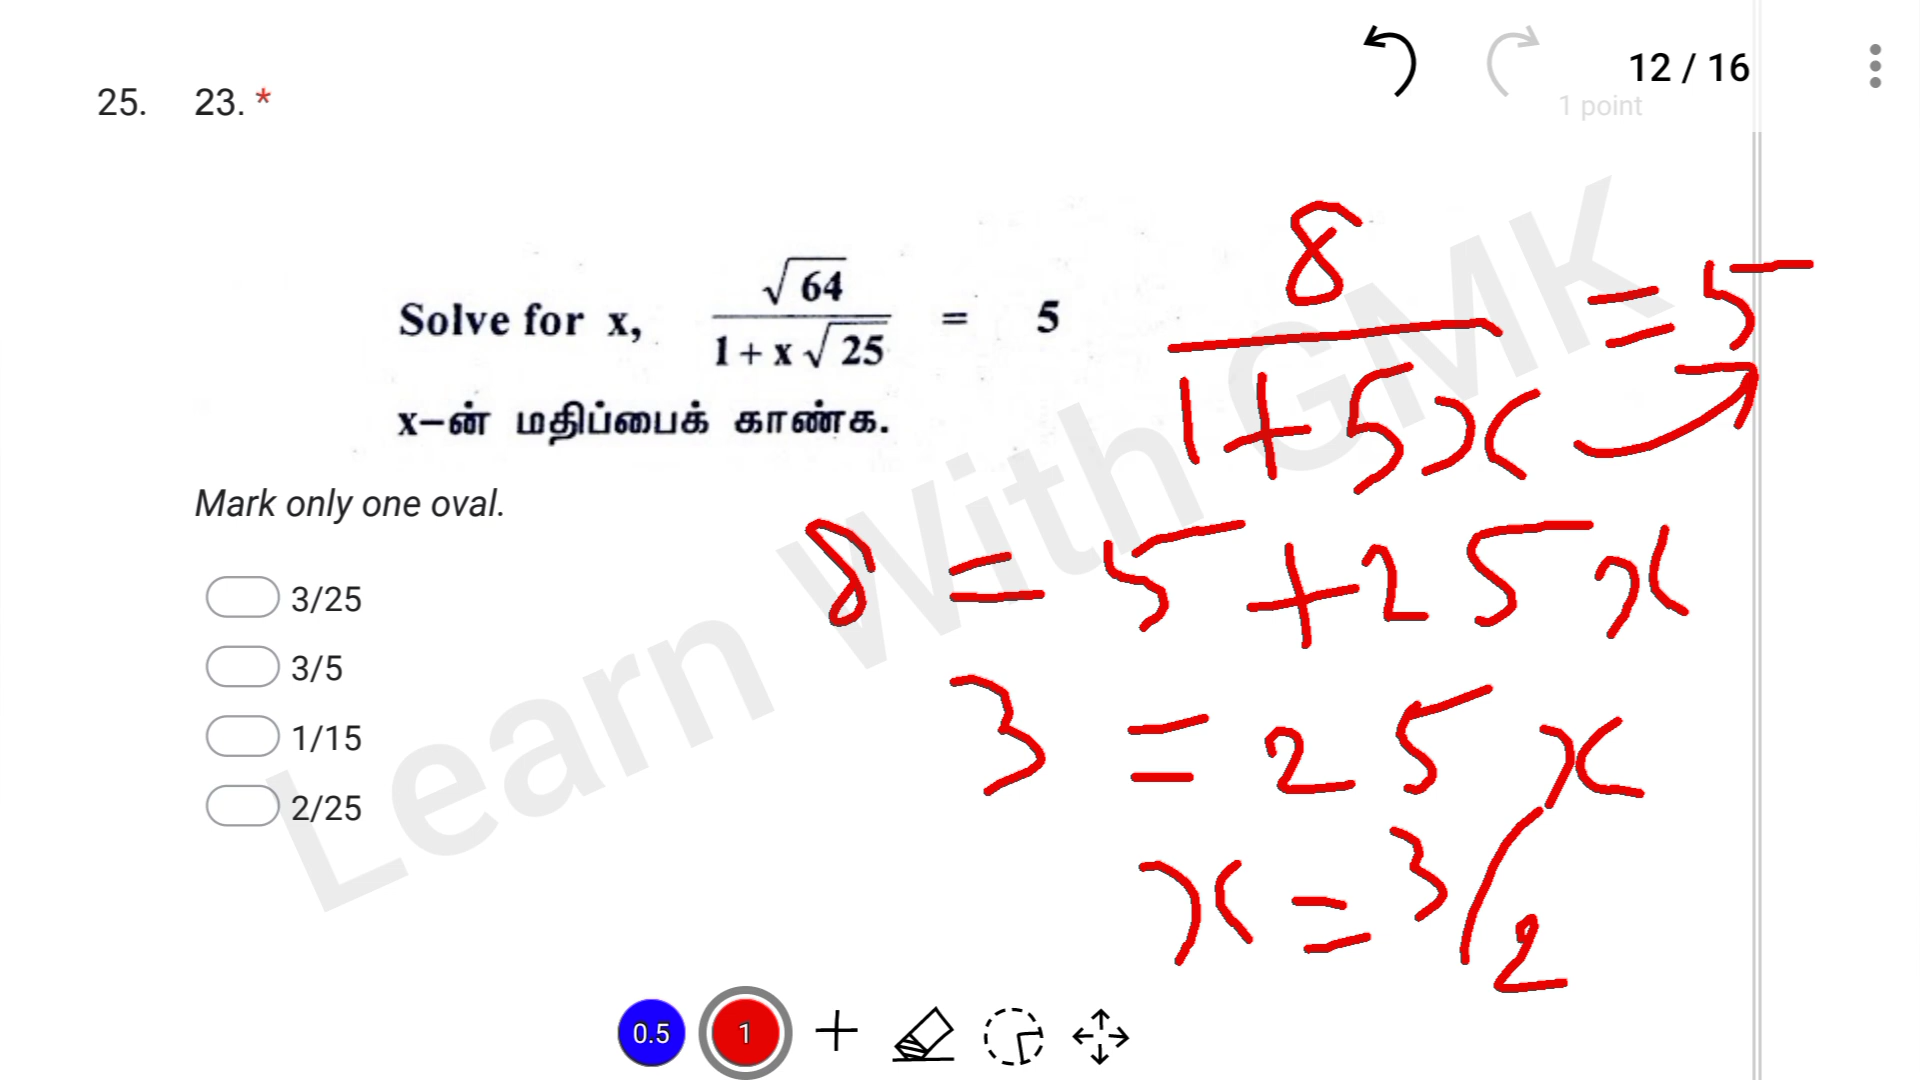 12 / 16
25. 23. *
1 point
Solve for x, √64 / (1 + x √25) = 5
x–ன் மதிப்பைக் காண்க.
8 / (1 + 5x) = 5
Mark only one oval.
8 = 5 + 25x
3/25
3/5
3 = 25x
1/15
2/25
x = 3/2
Learn With GMK
0.5 1